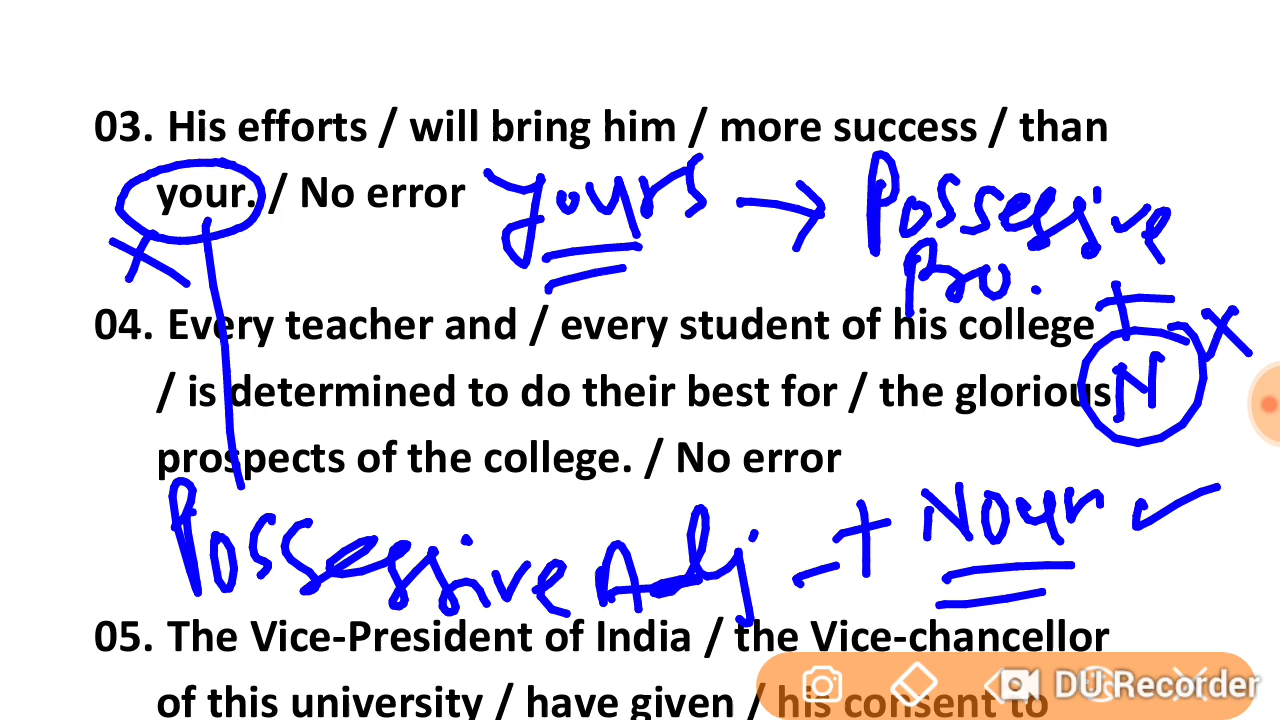 03. His efforts / will bring him / more success / than
your. / No error
yours → Possessive
Pro.
04. Every teacher and / every student of his college
/ is determined to do their best for / the glorious
N
prospects of the college. / No error
Possessive Adj + Noun
05. The Vice-President of India / the Vice-chancellor
of this university / have given / his consent to
DU Recorder